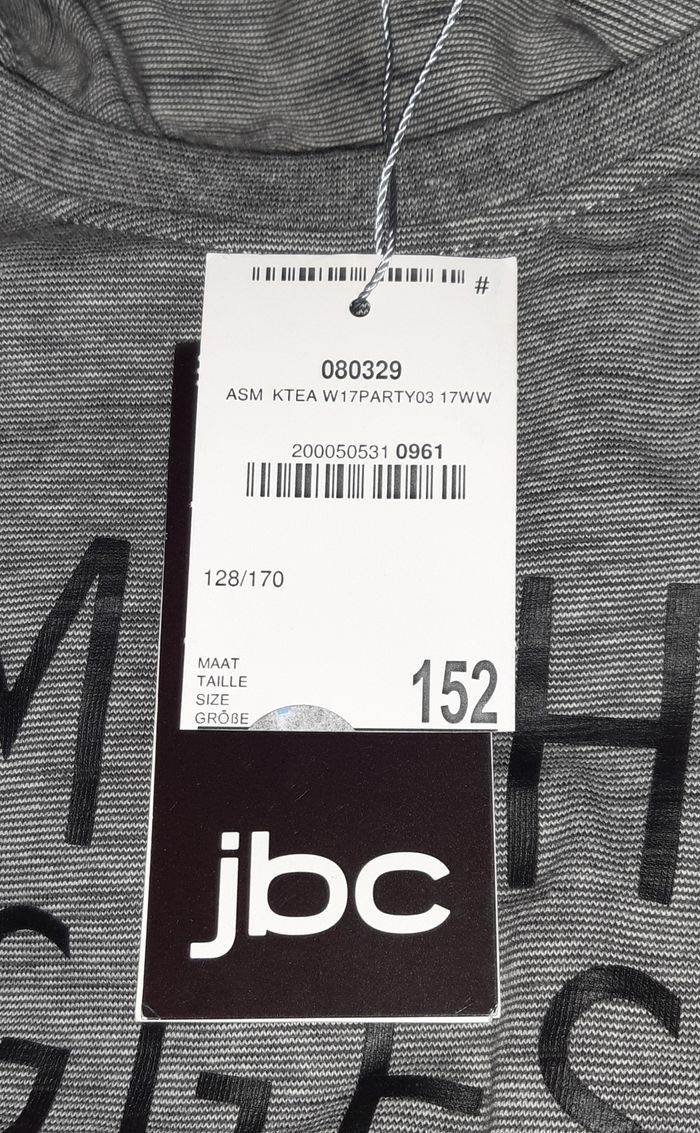 #
080329
ASM KTEA W17PARTY03 17WW
200050531 0961
128/170
MAAT
TAILLE
SIZE
GRÖßE
152
jbc
M
H